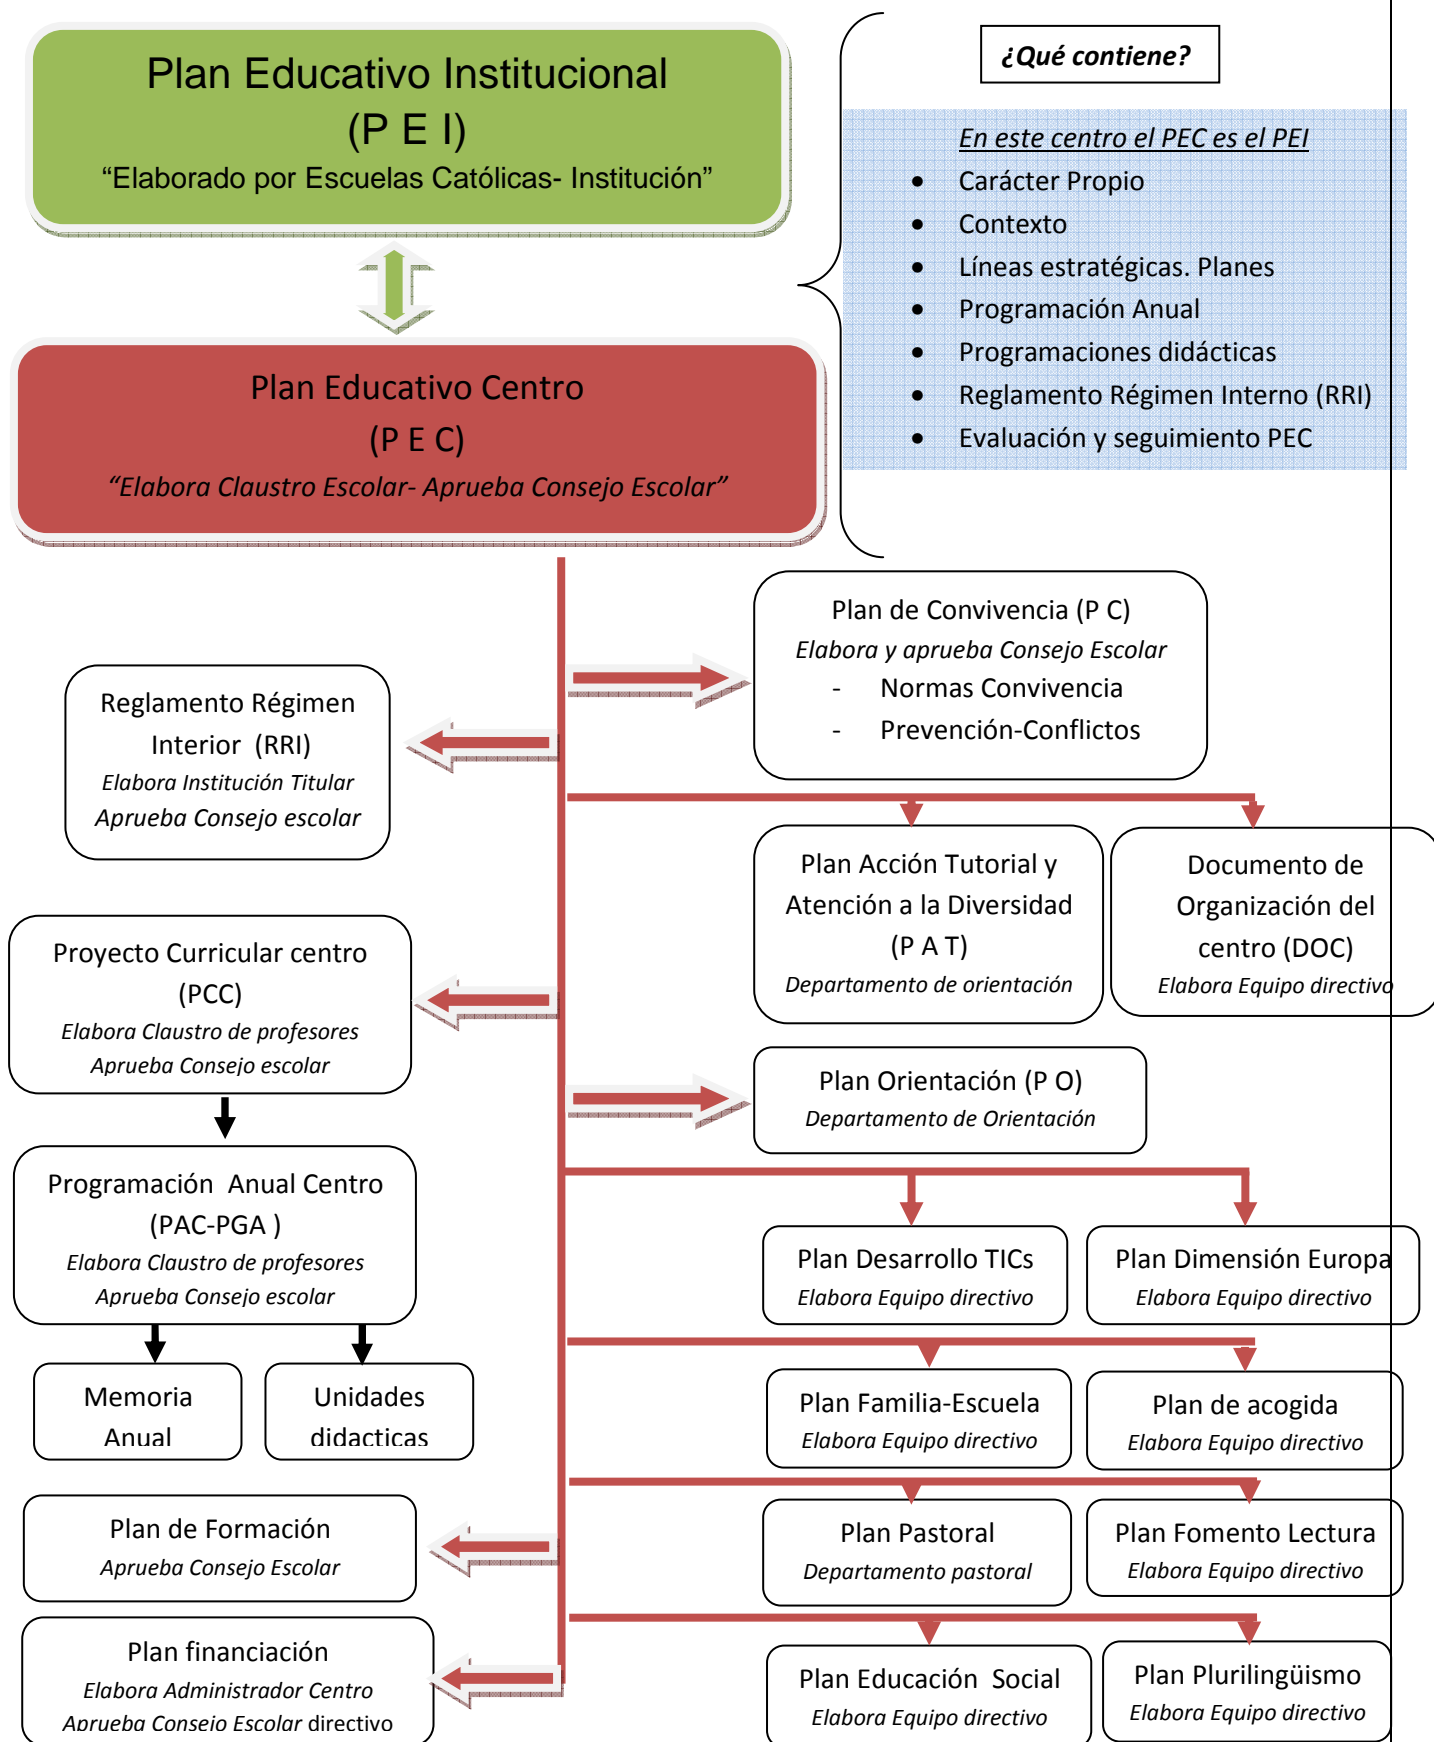 Plan Educativo Institucional
(P E I)
“Elaborado por Escuelas Católicas- Institución”
¿Qué contiene?
En este centro el PEC es el PEI
• Carácter Propio
• Contexto
• Líneas estratégicas. Planes
• Programación Anual
• Programaciones didácticas
• Reglamento Régimen Interno (RRI)
• Evaluación y seguimiento PEC
Plan Educativo Centro
(P E C)
“Elabora Claustro Escolar- Aprueba Consejo Escolar”
Plan de Convivencia (P C)
Elabora y aprueba Consejo Escolar
- Normas Convivencia
- Prevención-Conflictos
Reglamento Régimen
Interior (RRI)
Elabora Institución Titular
Aprueba Consejo escolar
Plan Acción Tutorial y
Atención a la Diversidad
(P A T)
Departamento de orientación
Documento de
Organización del
centro (DOC)
Elabora Equipo directivo
Proyecto Curricular centro
(PCC)
Elabora Claustro de profesores
Aprueba Consejo escolar
Plan Orientación (P O)
Departamento de Orientación
Programación Anual Centro
(PAC-PGA )
Elabora Claustro de profesores
Aprueba Consejo escolar
Plan Desarrollo TICs
Elabora Equipo directivo
Plan Dimensión Europa
Elabora Equipo directivo
Memoria
Anual
Unidades
didacticas
Plan Familia-Escuela
Elabora Equipo directivo
Plan de acogida
Elabora Equipo directivo
Plan de Formación
Aprueba Consejo Escolar
Plan Pastoral
Departamento pastoral
Plan Fomento Lectura
Elabora Equipo directivo
Plan financiación
Elabora Administrador Centro
Aprueba Consejo Escolar directivo
Plan Educación Social
Elabora Equipo directivo
Plan Plurilingüismo
Elabora Equipo directivo